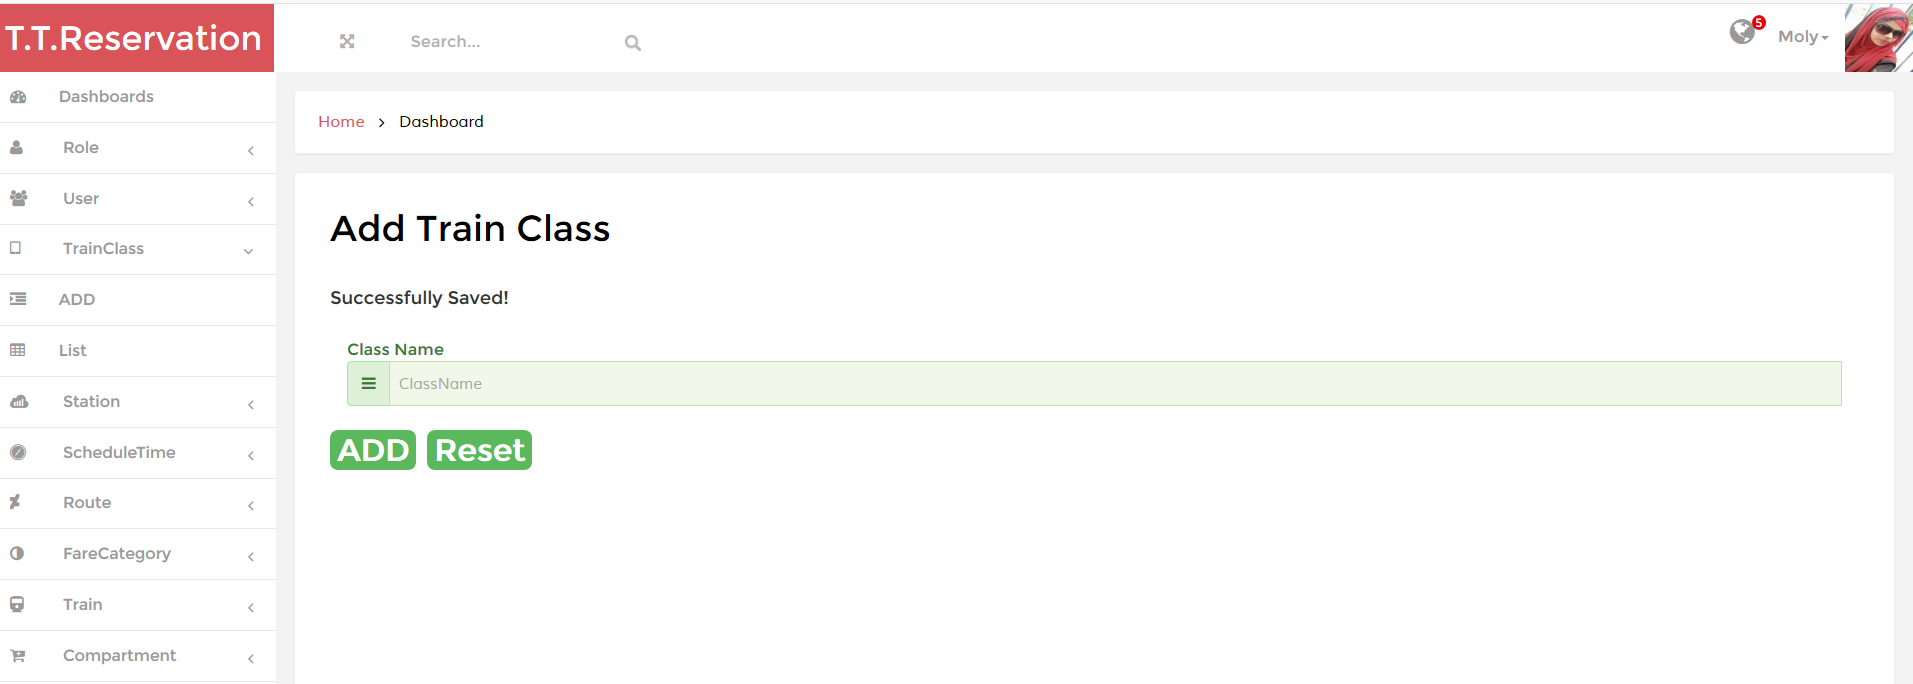 T.T.Reservation
Search...
5
Moly
Dashboards
Role
User
TrainClass
ADD
List
Station
ScheduleTime
Route
FareCategory
Train
Compartment
Home > Dashboard
Add Train Class
Successfully Saved!
Class Name
ClassName
ADD Reset